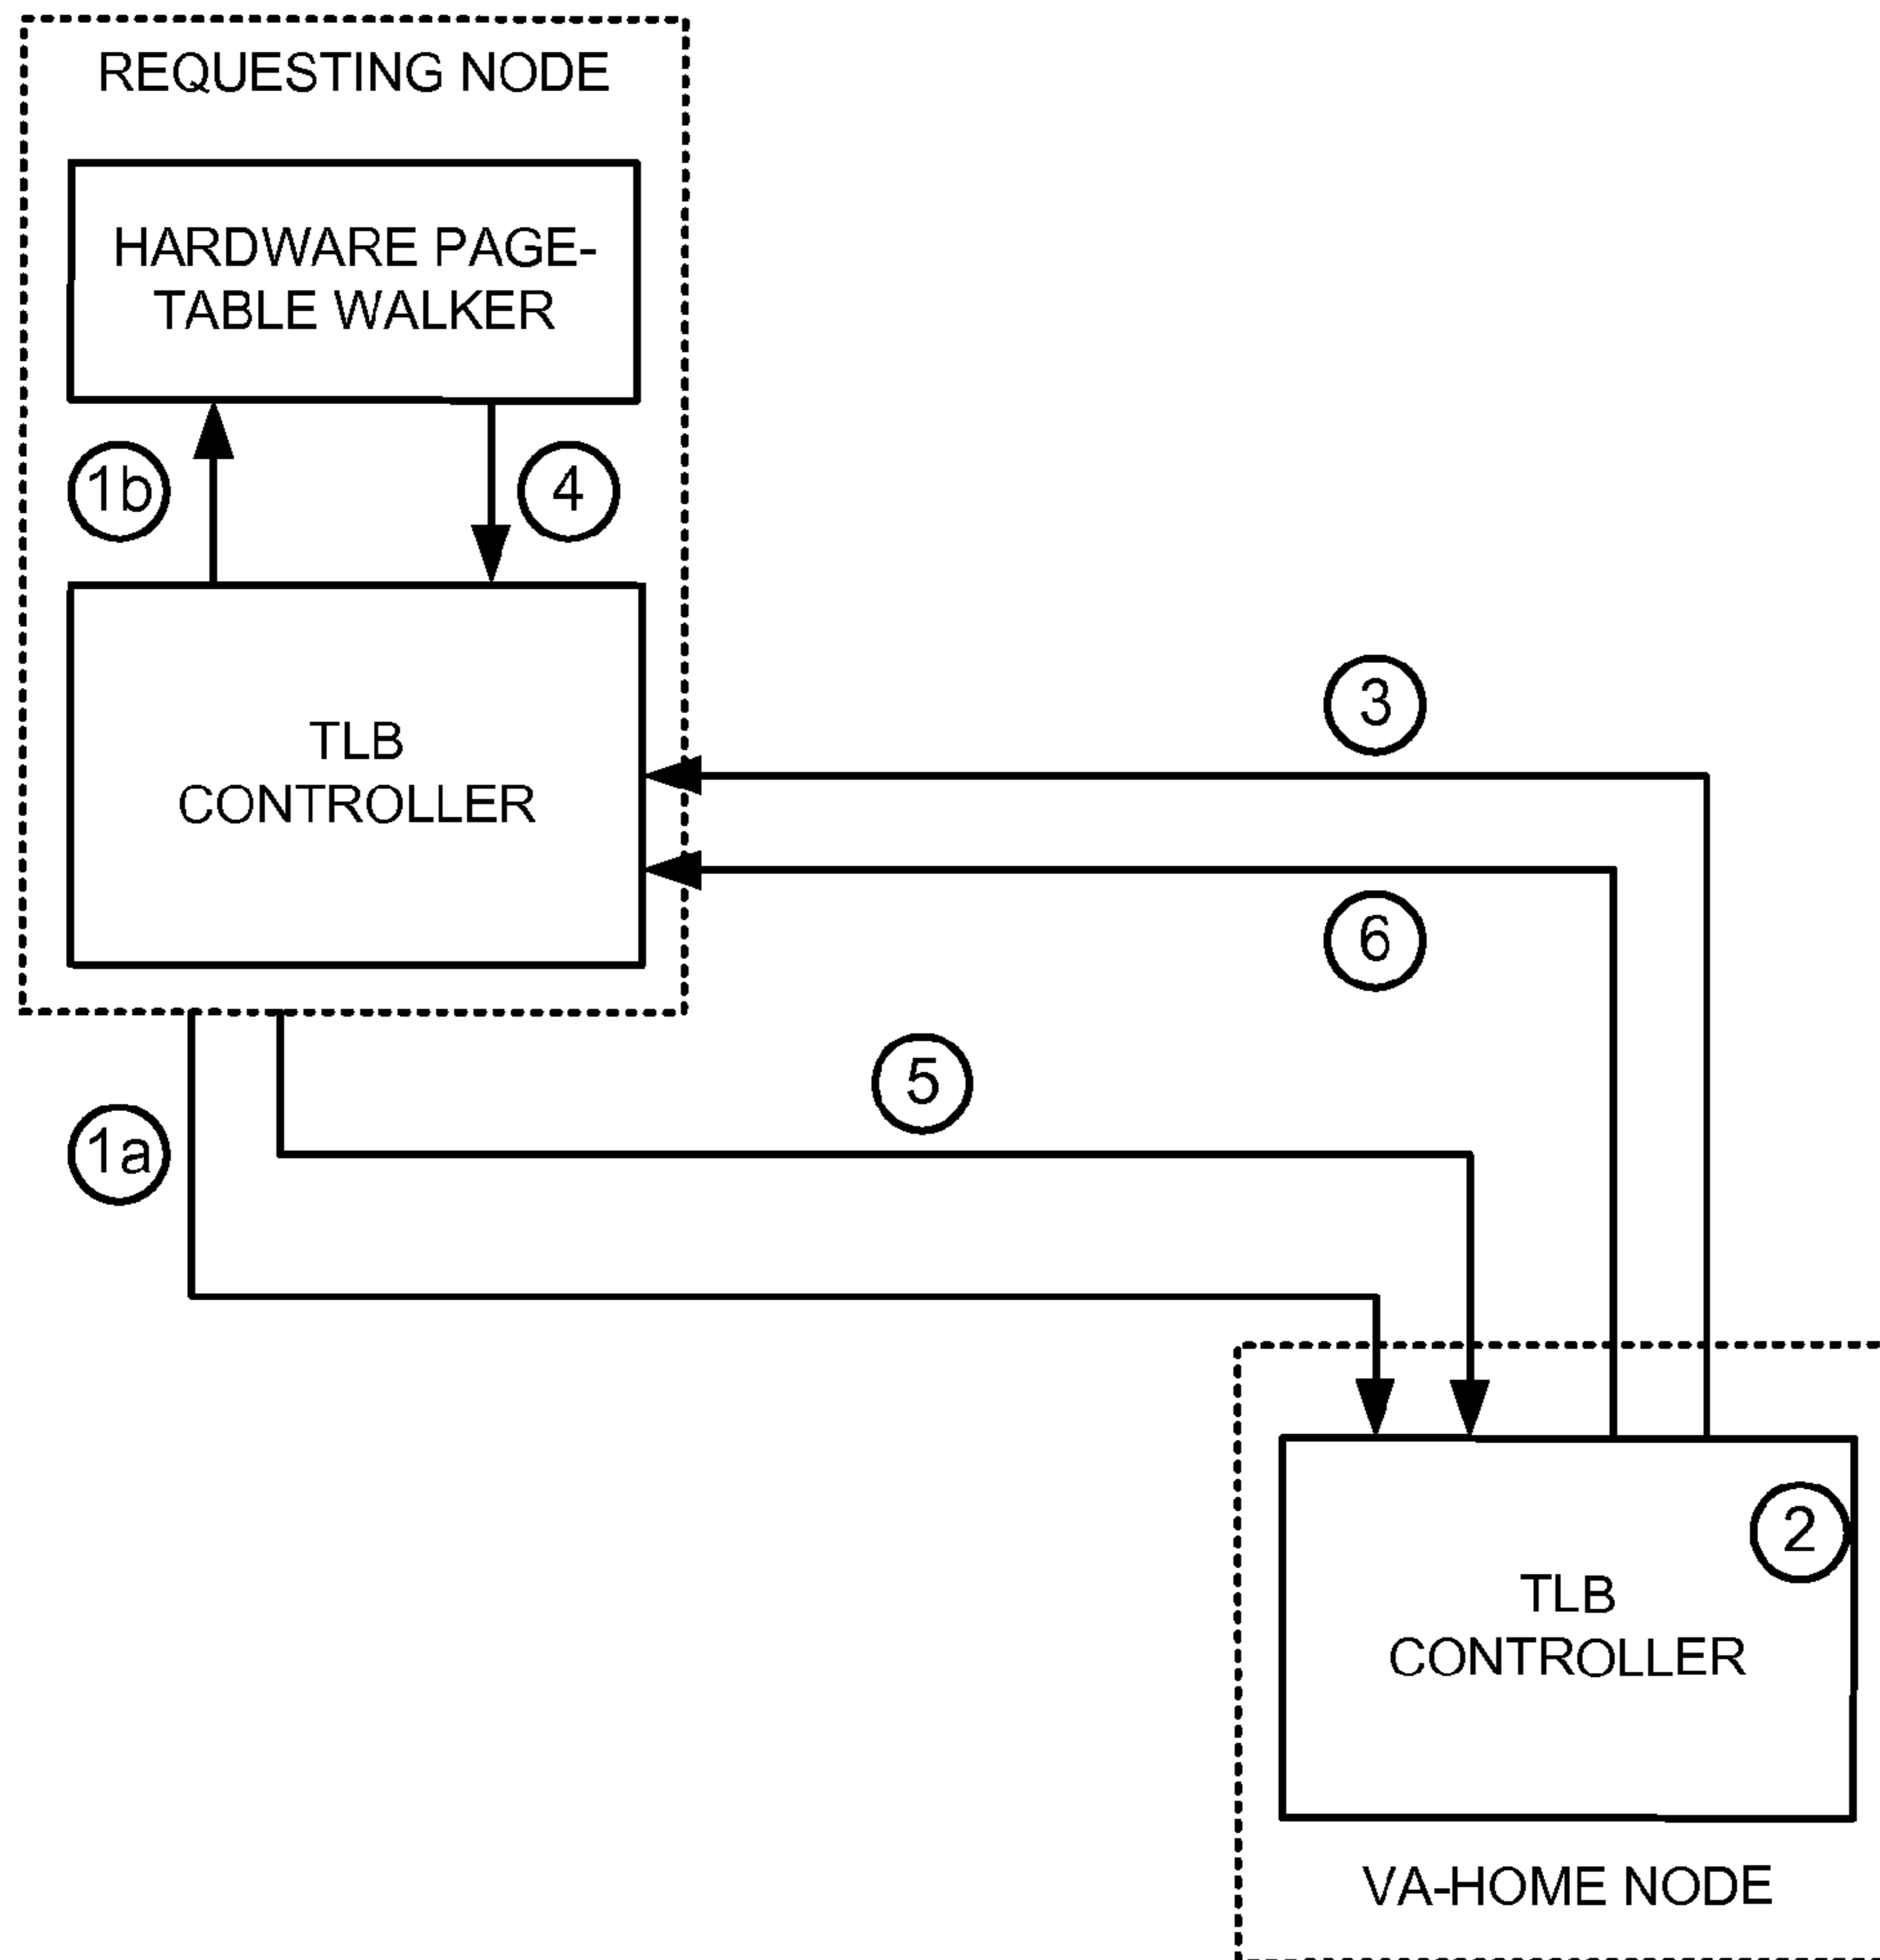 REQUESTING NODE
HARDWARE PAGE-
TABLE WALKER
1b
4
TLB
CONTROLLER
3
6
5
1a
2
TLB
CONTROLLER
VA-HOME NODE